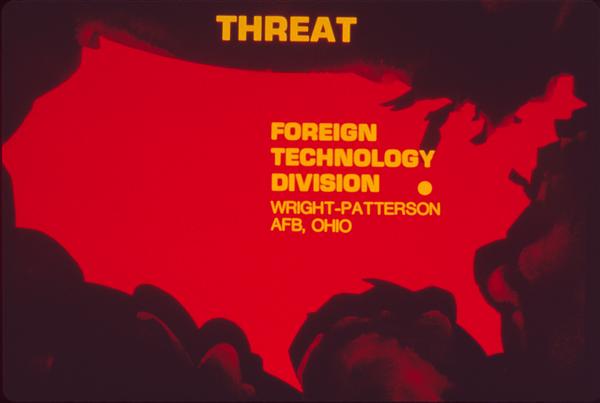 THREAT
FOREIGN
TECHNOLOGY
DIVISION
WRIGHT-PATTERSON
AFB, OHIO